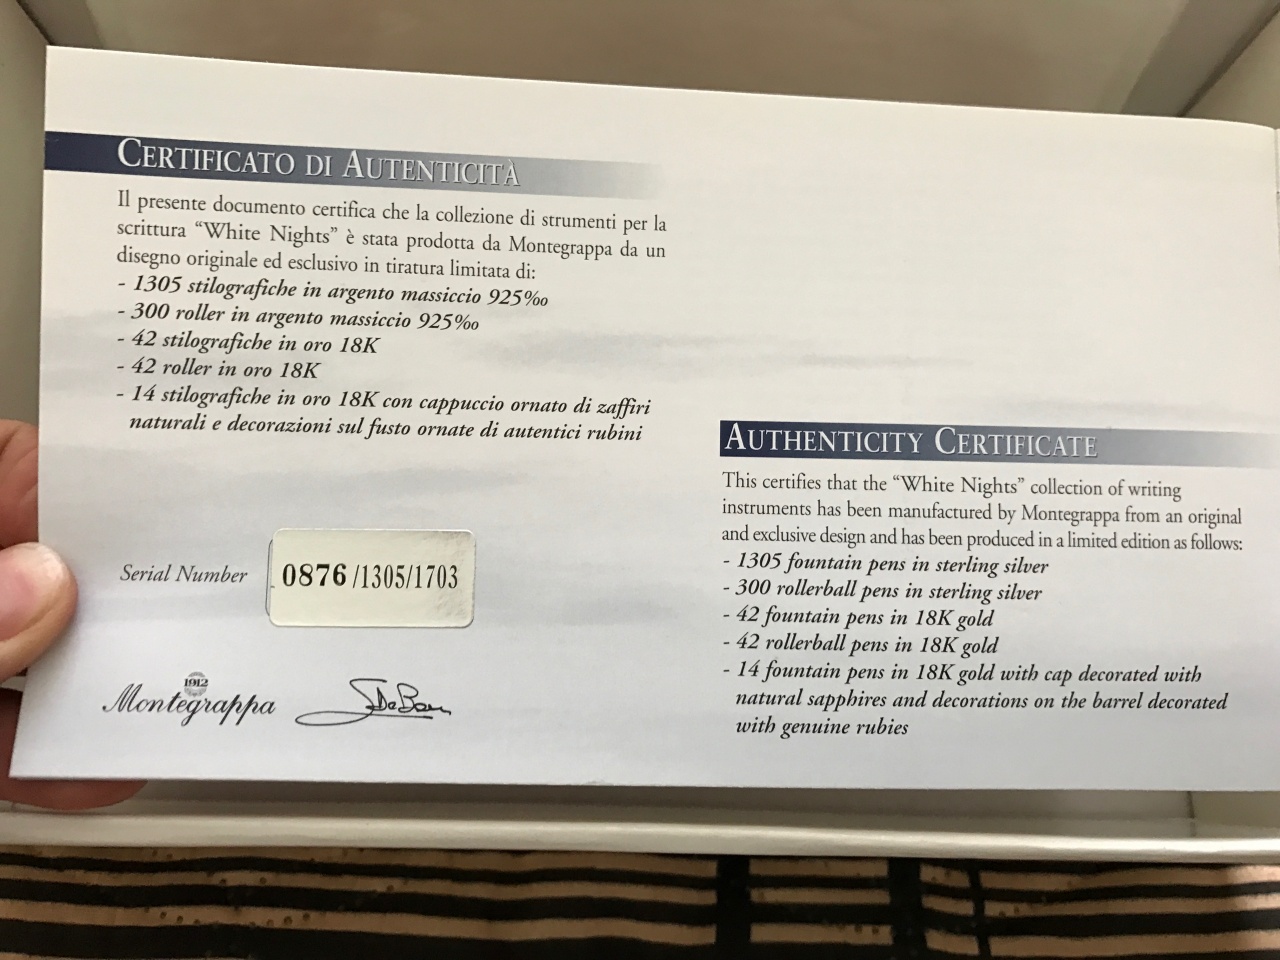 CERTIFICATO DI AUTENTICITÀ
Il presente documento certifica che la collezione di strumenti per la
scrittura “White Nights” è stata prodotta da Montegrappa da un
disegno originale ed esclusivo in tiratura limitata di:
- 1305 stilografiche in argento massiccio 925‰
- 300 roller in argento massiccio 925‰
- 42 stilografiche in oro 18K
- 42 roller in oro 18K
- 14 stilografiche in oro 18K con cappuccio ornato di zaffiri
naturali e decorazioni sul fusto ornate di autentici rubini
Serial Number 0876/1305/1703
1912
Montegrappa
AUTHENTICITY CERTIFICATE
This certifies that the “White Nights” collection of writing
instruments has been manufactured by Montegrappa from an original
and exclusive design and has been produced in a limited edition as follows:
- 1305 fountain pens in sterling silver
- 300 rollerball pens in sterling silver
- 42 fountain pens in 18K gold
- 42 rollerball pens in 18K gold
- 14 fountain pens in 18K gold with cap decorated with
natural sapphires and decorations on the barrel decorated
with genuine rubies